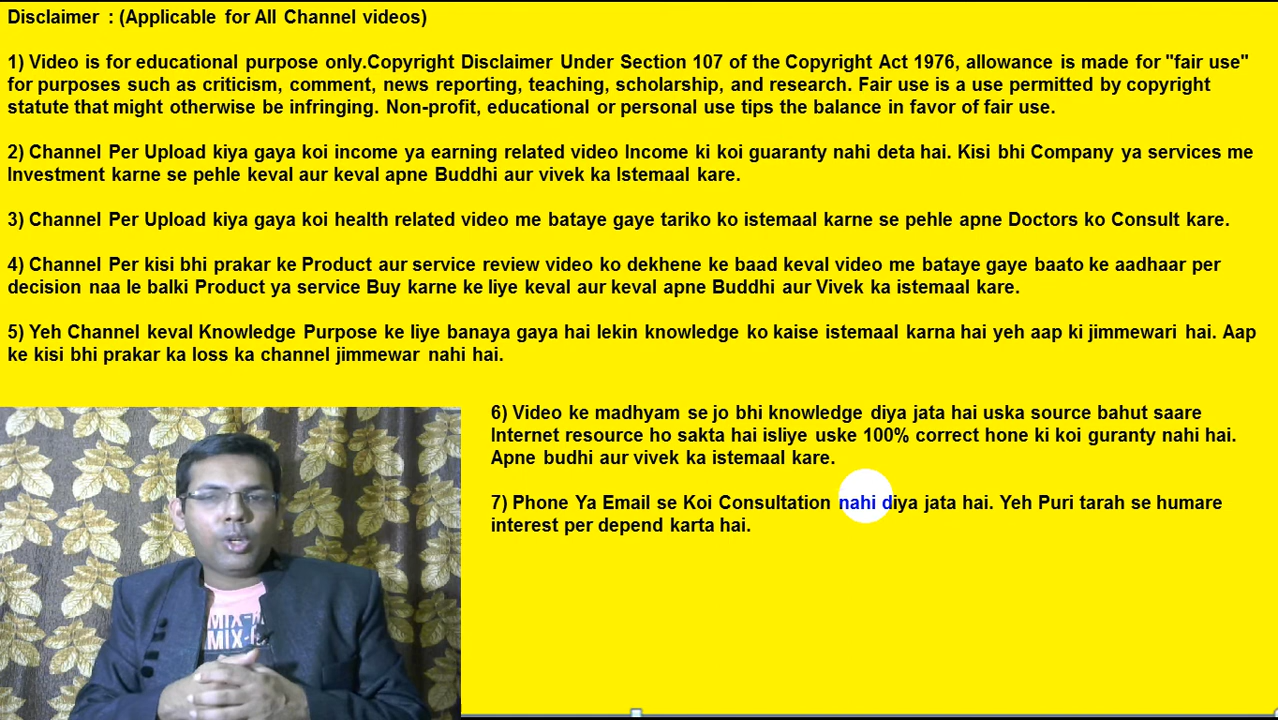 Disclaimer : (Applicable for All Channel videos)
1) Video is for educational purpose only.Copyright Disclaimer Under Section 107 of the Copyright Act 1976, allowance is made for "fair use"
for purposes such as criticism, comment, news reporting, teaching, scholarship, and research. Fair use is a use permitted by copyright
statute that might otherwise be infringing. Non-profit, educational or personal use tips the balance in favor of fair use.
2) Channel Per Upload kiya gaya koi income ya earning related video Income ki koi guaranty nahi deta hai. Kisi bhi Company ya services me
Investment karne se pehle keval aur keval apne Buddhi aur vivek ka Istemaal kare.
3) Channel Per Upload kiya gaya koi health related video me bataye gaye tariko ko istemaal karne se pehle apne Doctors ko Consult kare.
4) Channel Per kisi bhi prakar ke Product aur service review video ko dekhene ke baad keval video me bataye gaye baato ke aadhaar per
decision naa le balki Product ya service Buy karne ke liye keval aur keval apne Buddhi aur Vivek ka istemaal kare.
5) Yeh Channel keval Knowledge Purpose ke liye banaya gaya hai lekin knowledge ko kaise istemaal karna hai yeh aap ki jimmewari hai. Aap
ke kisi bhi prakar ka loss ka channel jimmewar nahi hai.
6) Video ke madhyam se jo bhi knowledge diya jata hai uska source bahut saare
Internet resource ho sakta hai isliye uske 100% correct hone ki koi guranty nahi hai.
Apne budhi aur vivek ka istemaal kare.
7) Phone Ya Email se Koi Consultation nahi diya jata hai. Yeh Puri tarah se humare
interest per depend karta hai.
MIX-
MIX-